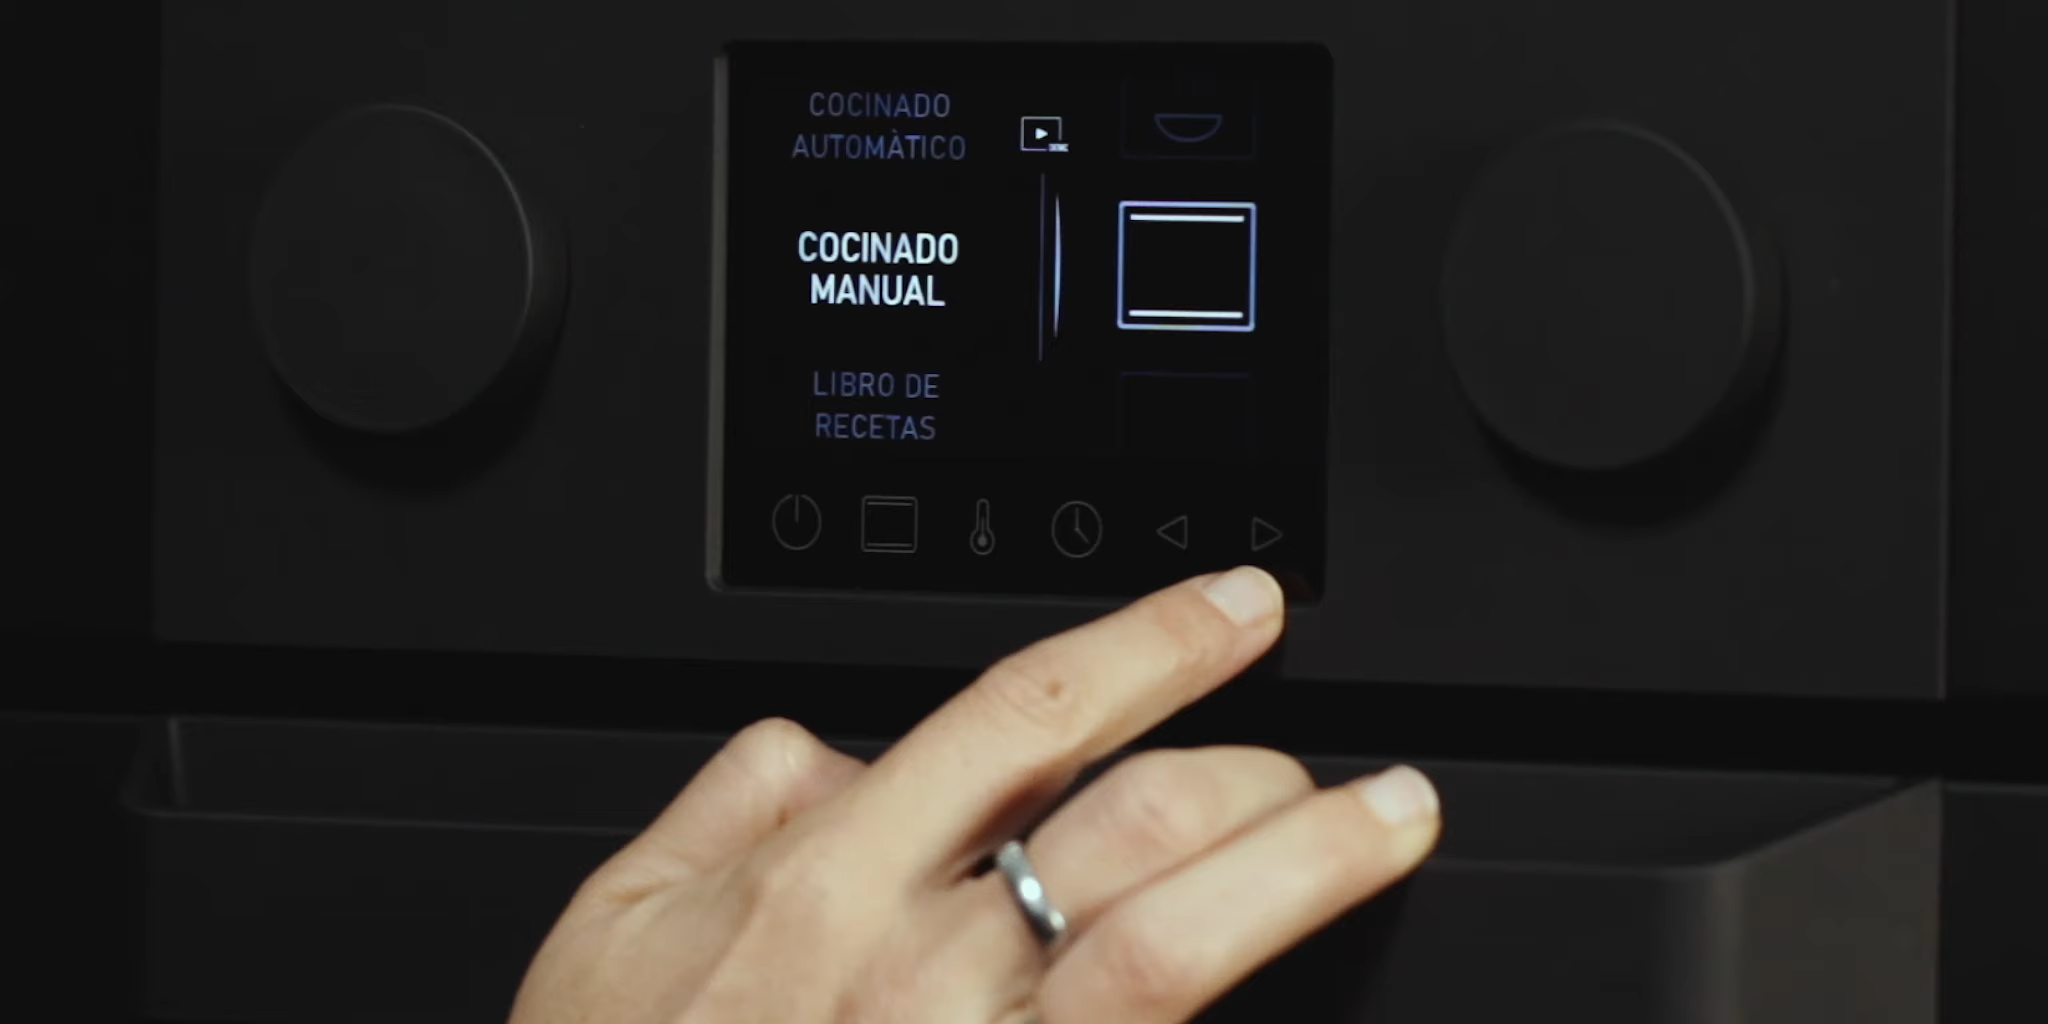 COCINADO
AUTOMÀTICO
COCINADO
MANUAL
LIBRO DE
RECETAS